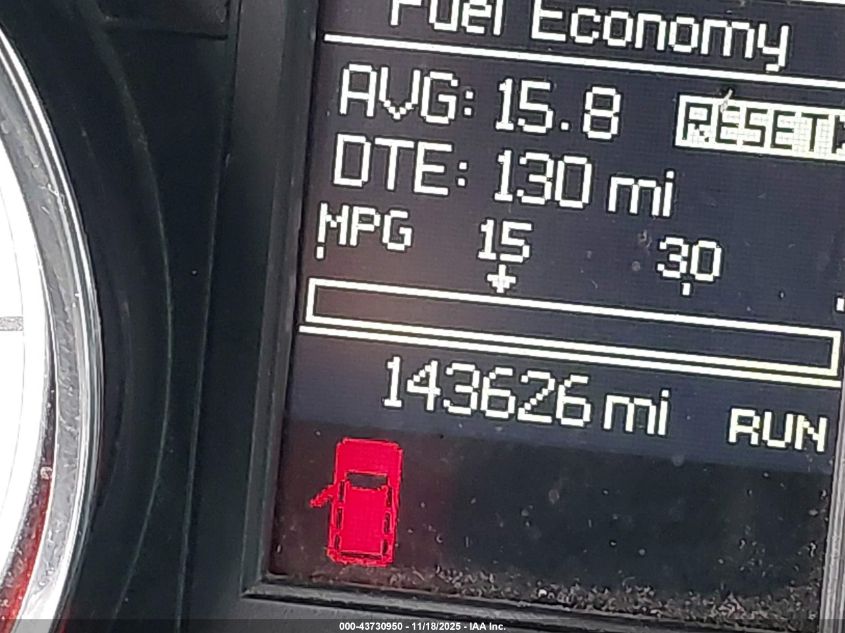 Fuel Economy
AVG: 15.8 RESET
DTE: 130 mi
MPG 15 30
143626 mi RUN
000-43730950 - 11/18/2025 - IAA Inc.